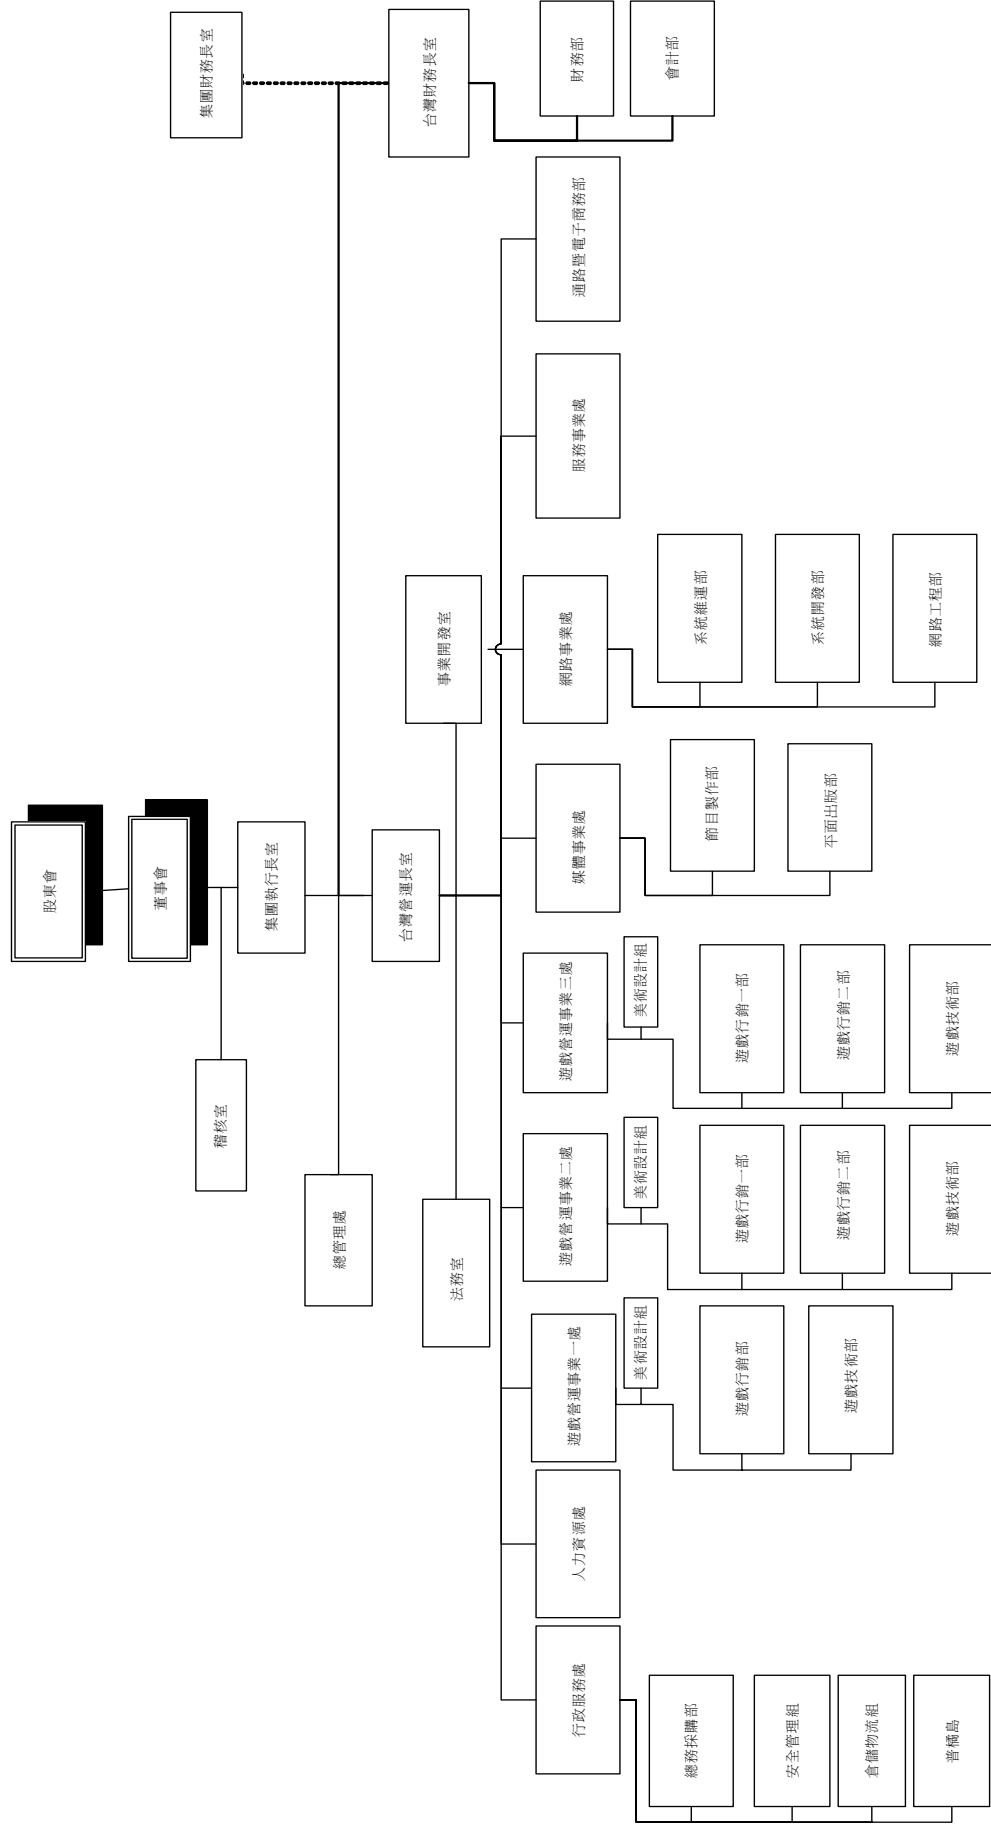 股東會
董事會
稽核室
集團執行長室
集團財務長室
總管理處
台灣營運長室
台灣財務長室
法務室
事業開發室
財務部
會計部
行政服務處
人力資源處
遊戲營運事業一處
遊戲營運事業二處
遊戲營運事業三處
媒體事業處
網路事業處
服務事業處
通路暨電子商務部
總務採購部
安全管理組
倉儲物流組
普橘島
美術設計組
遊戲行銷部
遊戲技術部
美術設計組
遊戲行銷一部
遊戲行銷二部
遊戲技術部
美術設計組
遊戲行銷一部
遊戲行銷二部
遊戲技術部
節目製作部
平面出版部
系統維運部
系統開發部
網路工程部